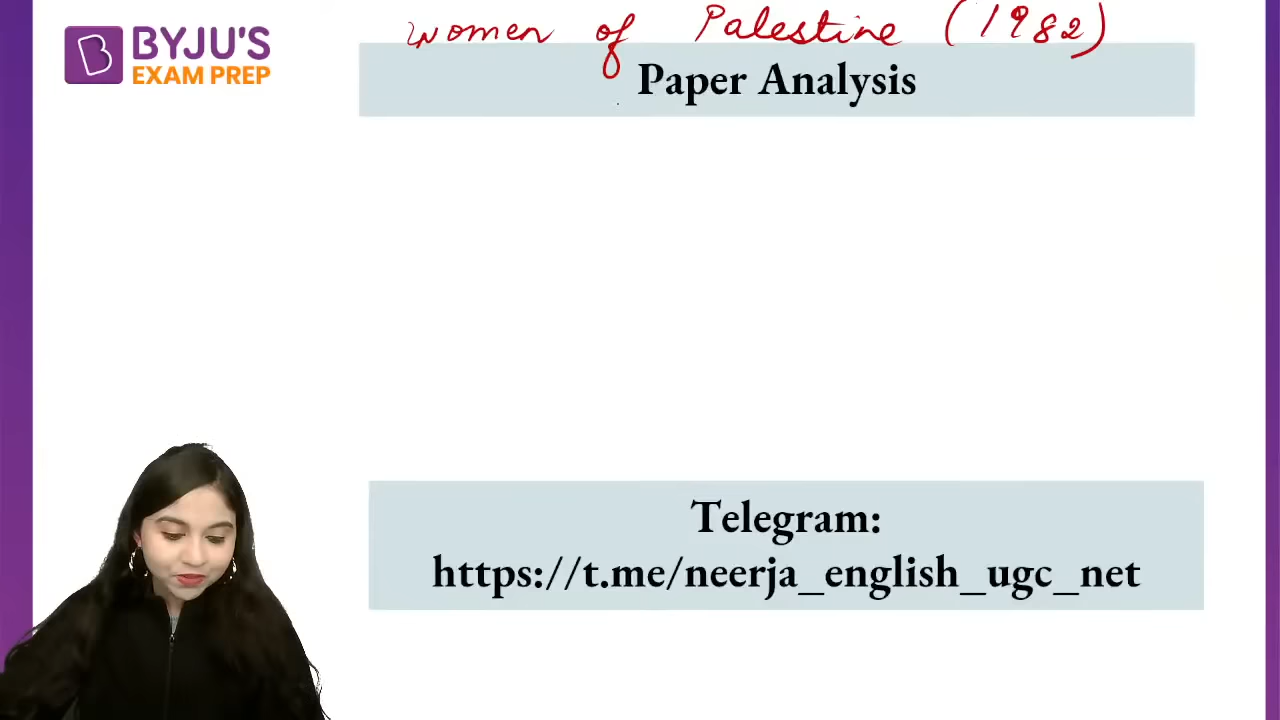 women of Palestine (1982)
BYJU'S
EXAM PREP
Paper Analysis
Telegram:
https://t.me/neerja_english_ugc_net